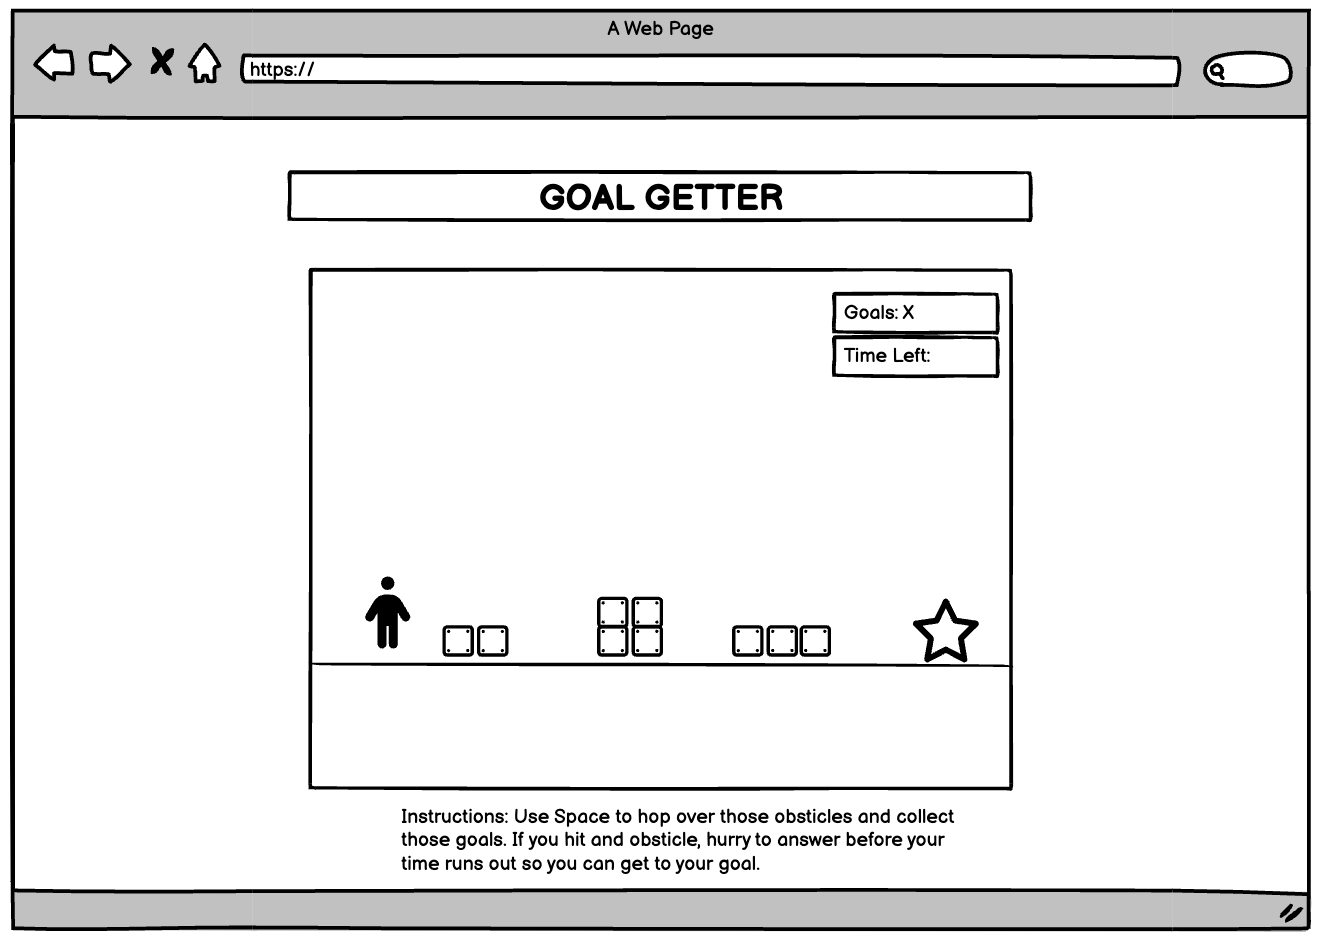 A Web Page
https://
GOAL GETTER
Goals: X
Time Left:
Instructions: Use Space to hop over those obsticles and collect
those goals. If you hit and obsticle, hurry to answer before your
time runs out so you can get to your goal.